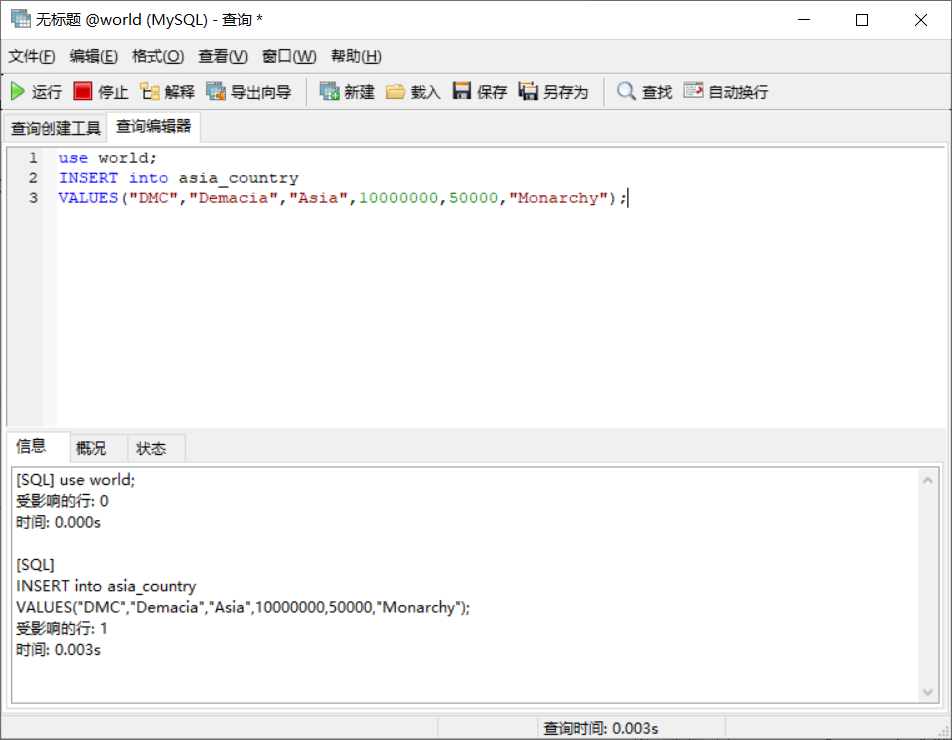 无标题 @world (MySQL) - 查询 *
文件(F) 编辑(E) 格式(O) 查看(V) 窗口(W) 帮助(H)
运行 停止 解释 导出向导 新建 载入 保存 另存为 查找 自动换行
查询创建工具 查询编辑器
1 use world;
2 INSERT into asia_country
3 VALUES("DMC","Demacia","Asia",10000000,50000,"Monarchy");
信息 概况 状态
[SQL] use world;
受影响的行: 0
时间: 0.000s
[SQL]
INSERT into asia_country
VALUES("DMC","Demacia","Asia",10000000,50000,"Monarchy");
受影响的行: 1
时间: 0.003s
查询时间: 0.003s